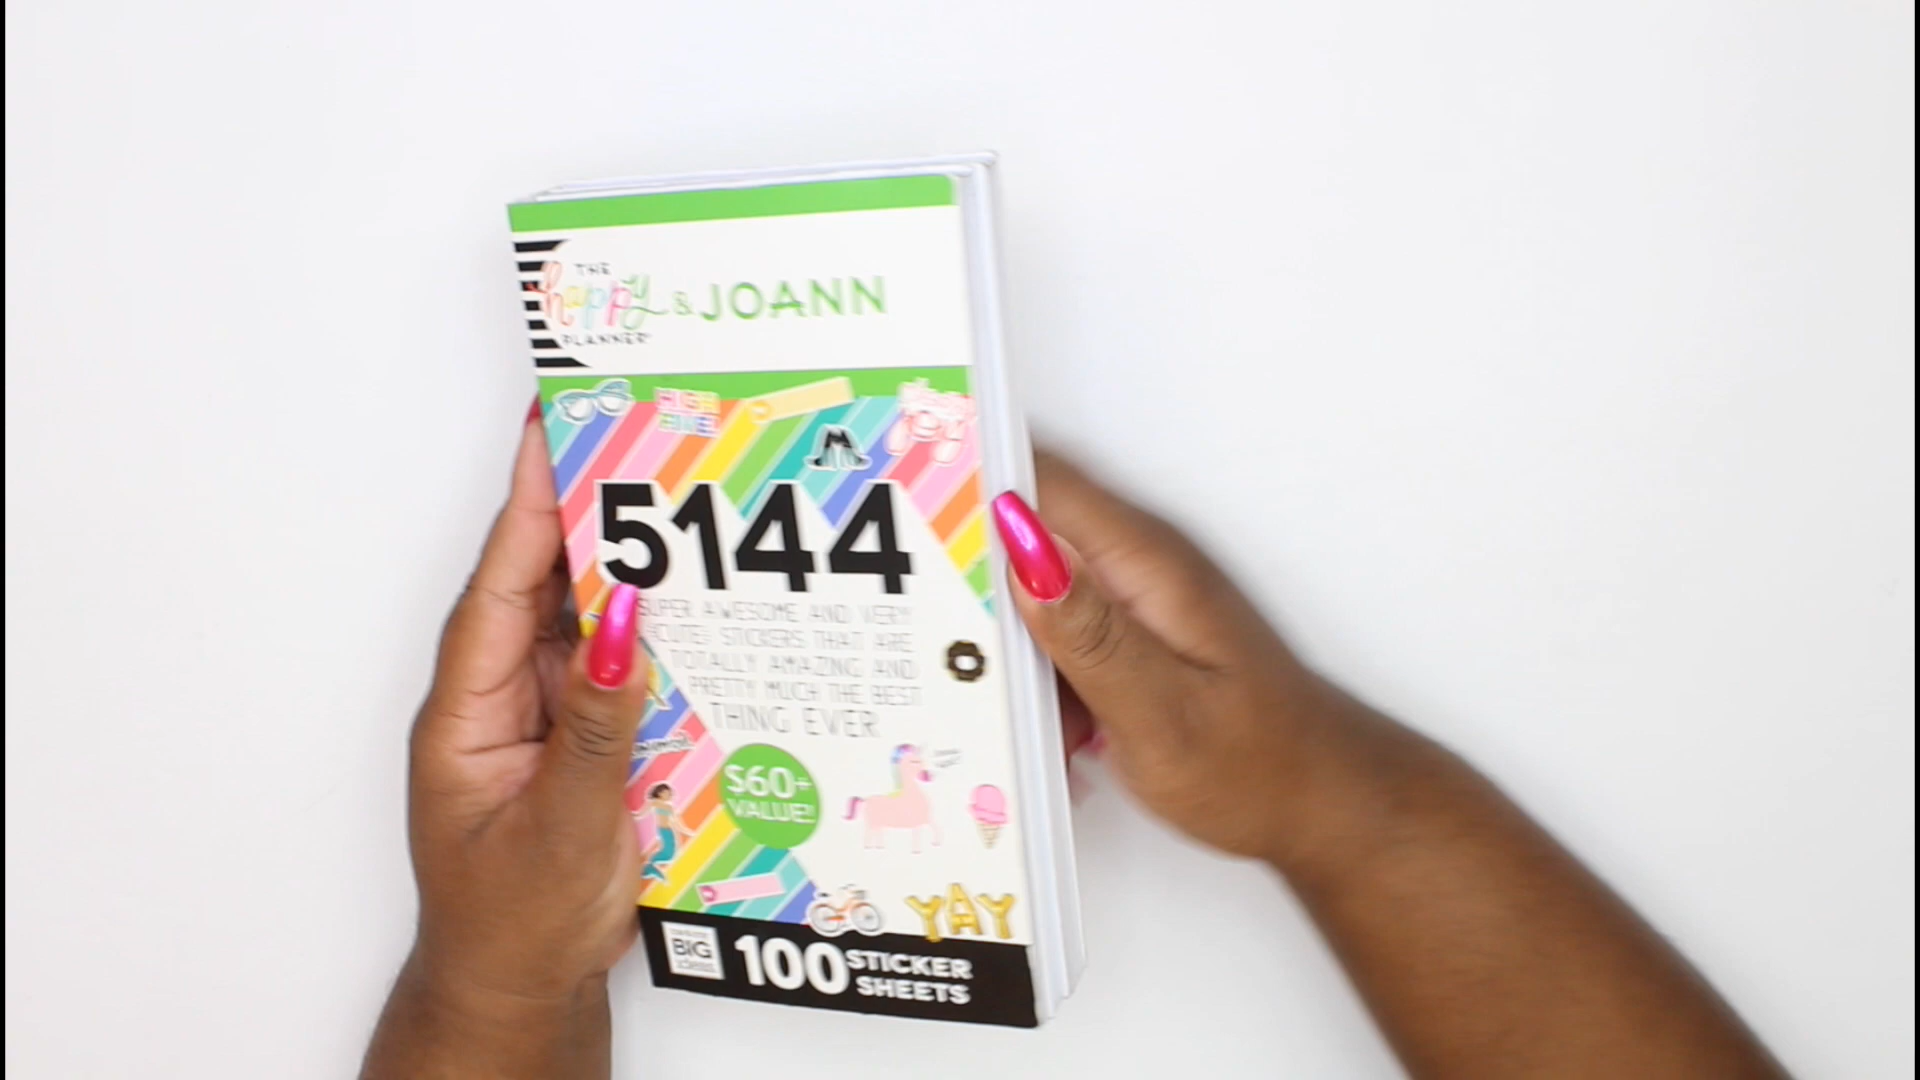 THE
happy
PLANNER
& JOANN
HIGH
FIVE!
5144
SUPER AWESOME AND VERY
(CUTE) STICKERS THAT ARE
TOTALLY AMAZING AND
PRETTY MUCH THE BEST
THING EVER
$60+
VALUE!
YAY
BIG
ideas
100 STICKER
SHEETS